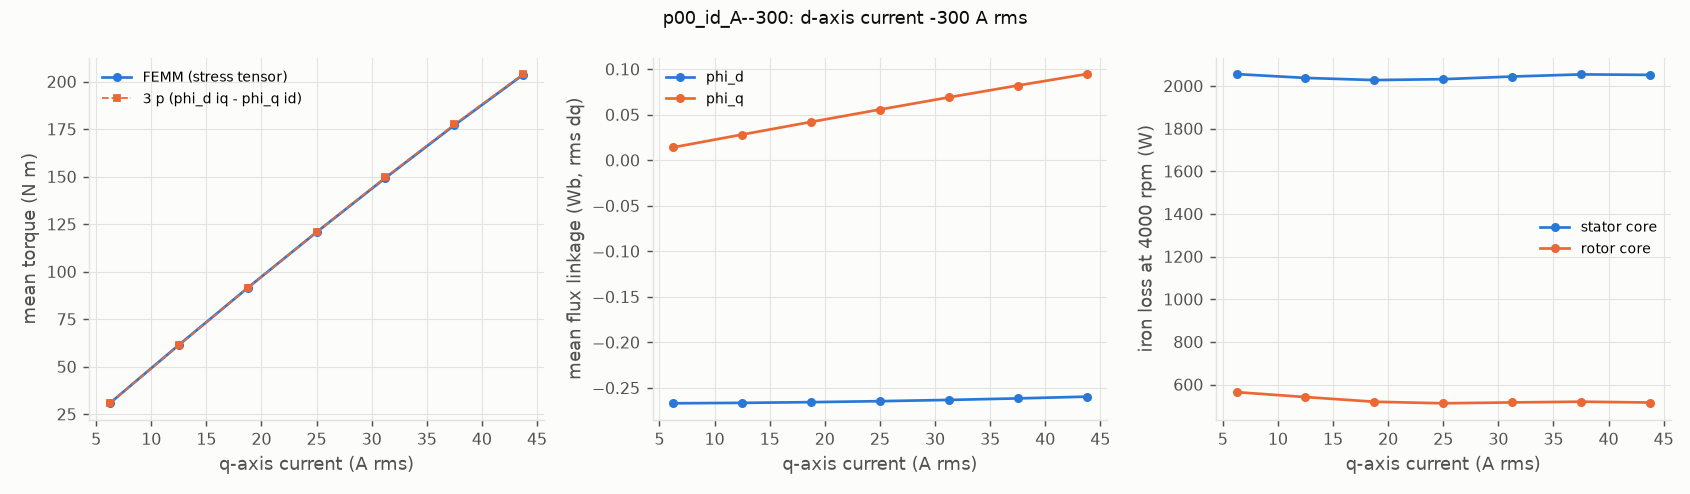 p00_id_A--300: d-axis current -300 A rms
mean torque (N m)
200
175
150
125
100
75
50
25
FEMM (stress tensor)
3 p (phi_d iq - phi_q id)
5 10 15 20 25 30 35 40 45
q-axis current (A rms)
mean flux linkage (Wb, rms dq)
0.10
0.05
0.00
−0.05
−0.10
−0.15
−0.20
−0.25
phi_d
phi_q
5 10 15 20 25 30 35 40 45
q-axis current (A rms)
iron loss at 4000 rpm (W)
2000
1800
1600
1400
1200
1000
800
600
stator core
rotor core
5 10 15 20 25 30 35 40 45
q-axis current (A rms)